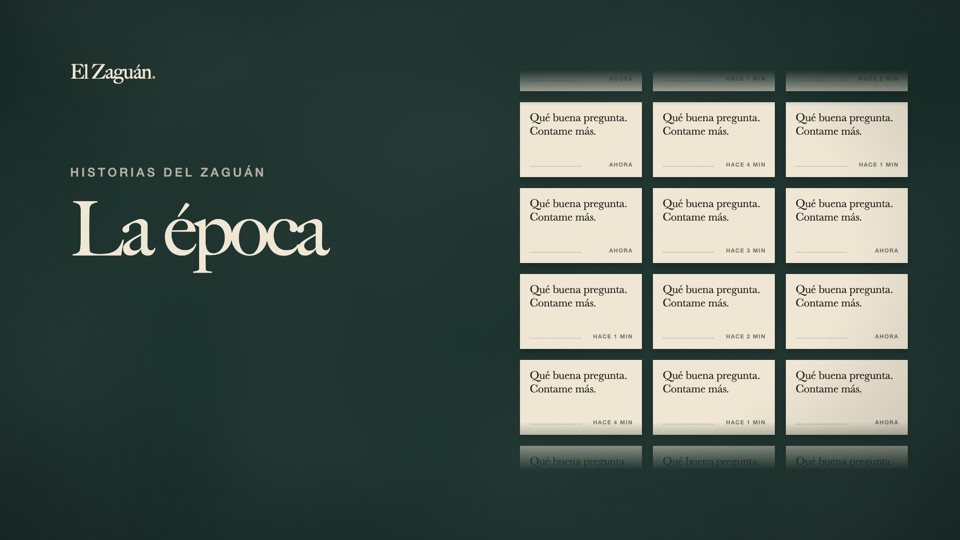 El Zaguán.
HISTORIAS DEL ZAGUÁN
La época
AHORA
HACE 7 MIN
HACE 2 MIN
Qué buena pregunta.
Contame más.
AHORA
Qué buena pregunta.
Contame más.
HACE 4 MIN
Qué buena pregunta.
Contame más.
HACE 1 MIN
Qué buena pregunta.
Contame más.
AHORA
Qué buena pregunta.
Contame más.
HACE 3 MIN
Qué buena pregunta.
Contame más.
AHORA
Qué buena pregunta.
Contame más.
HACE 1 MIN
Qué buena pregunta.
Contame más.
HACE 2 MIN
Qué buena pregunta.
Contame más.
AHORA
Qué buena pregunta.
Contame más.
HACE 4 MIN
Qué buena pregunta.
Contame más.
HACE 1 MIN
Qué buena pregunta.
Contame más.
AHORA
Qué buena pregunta.
Qué buena pregunta.
Qué buena pregunta.